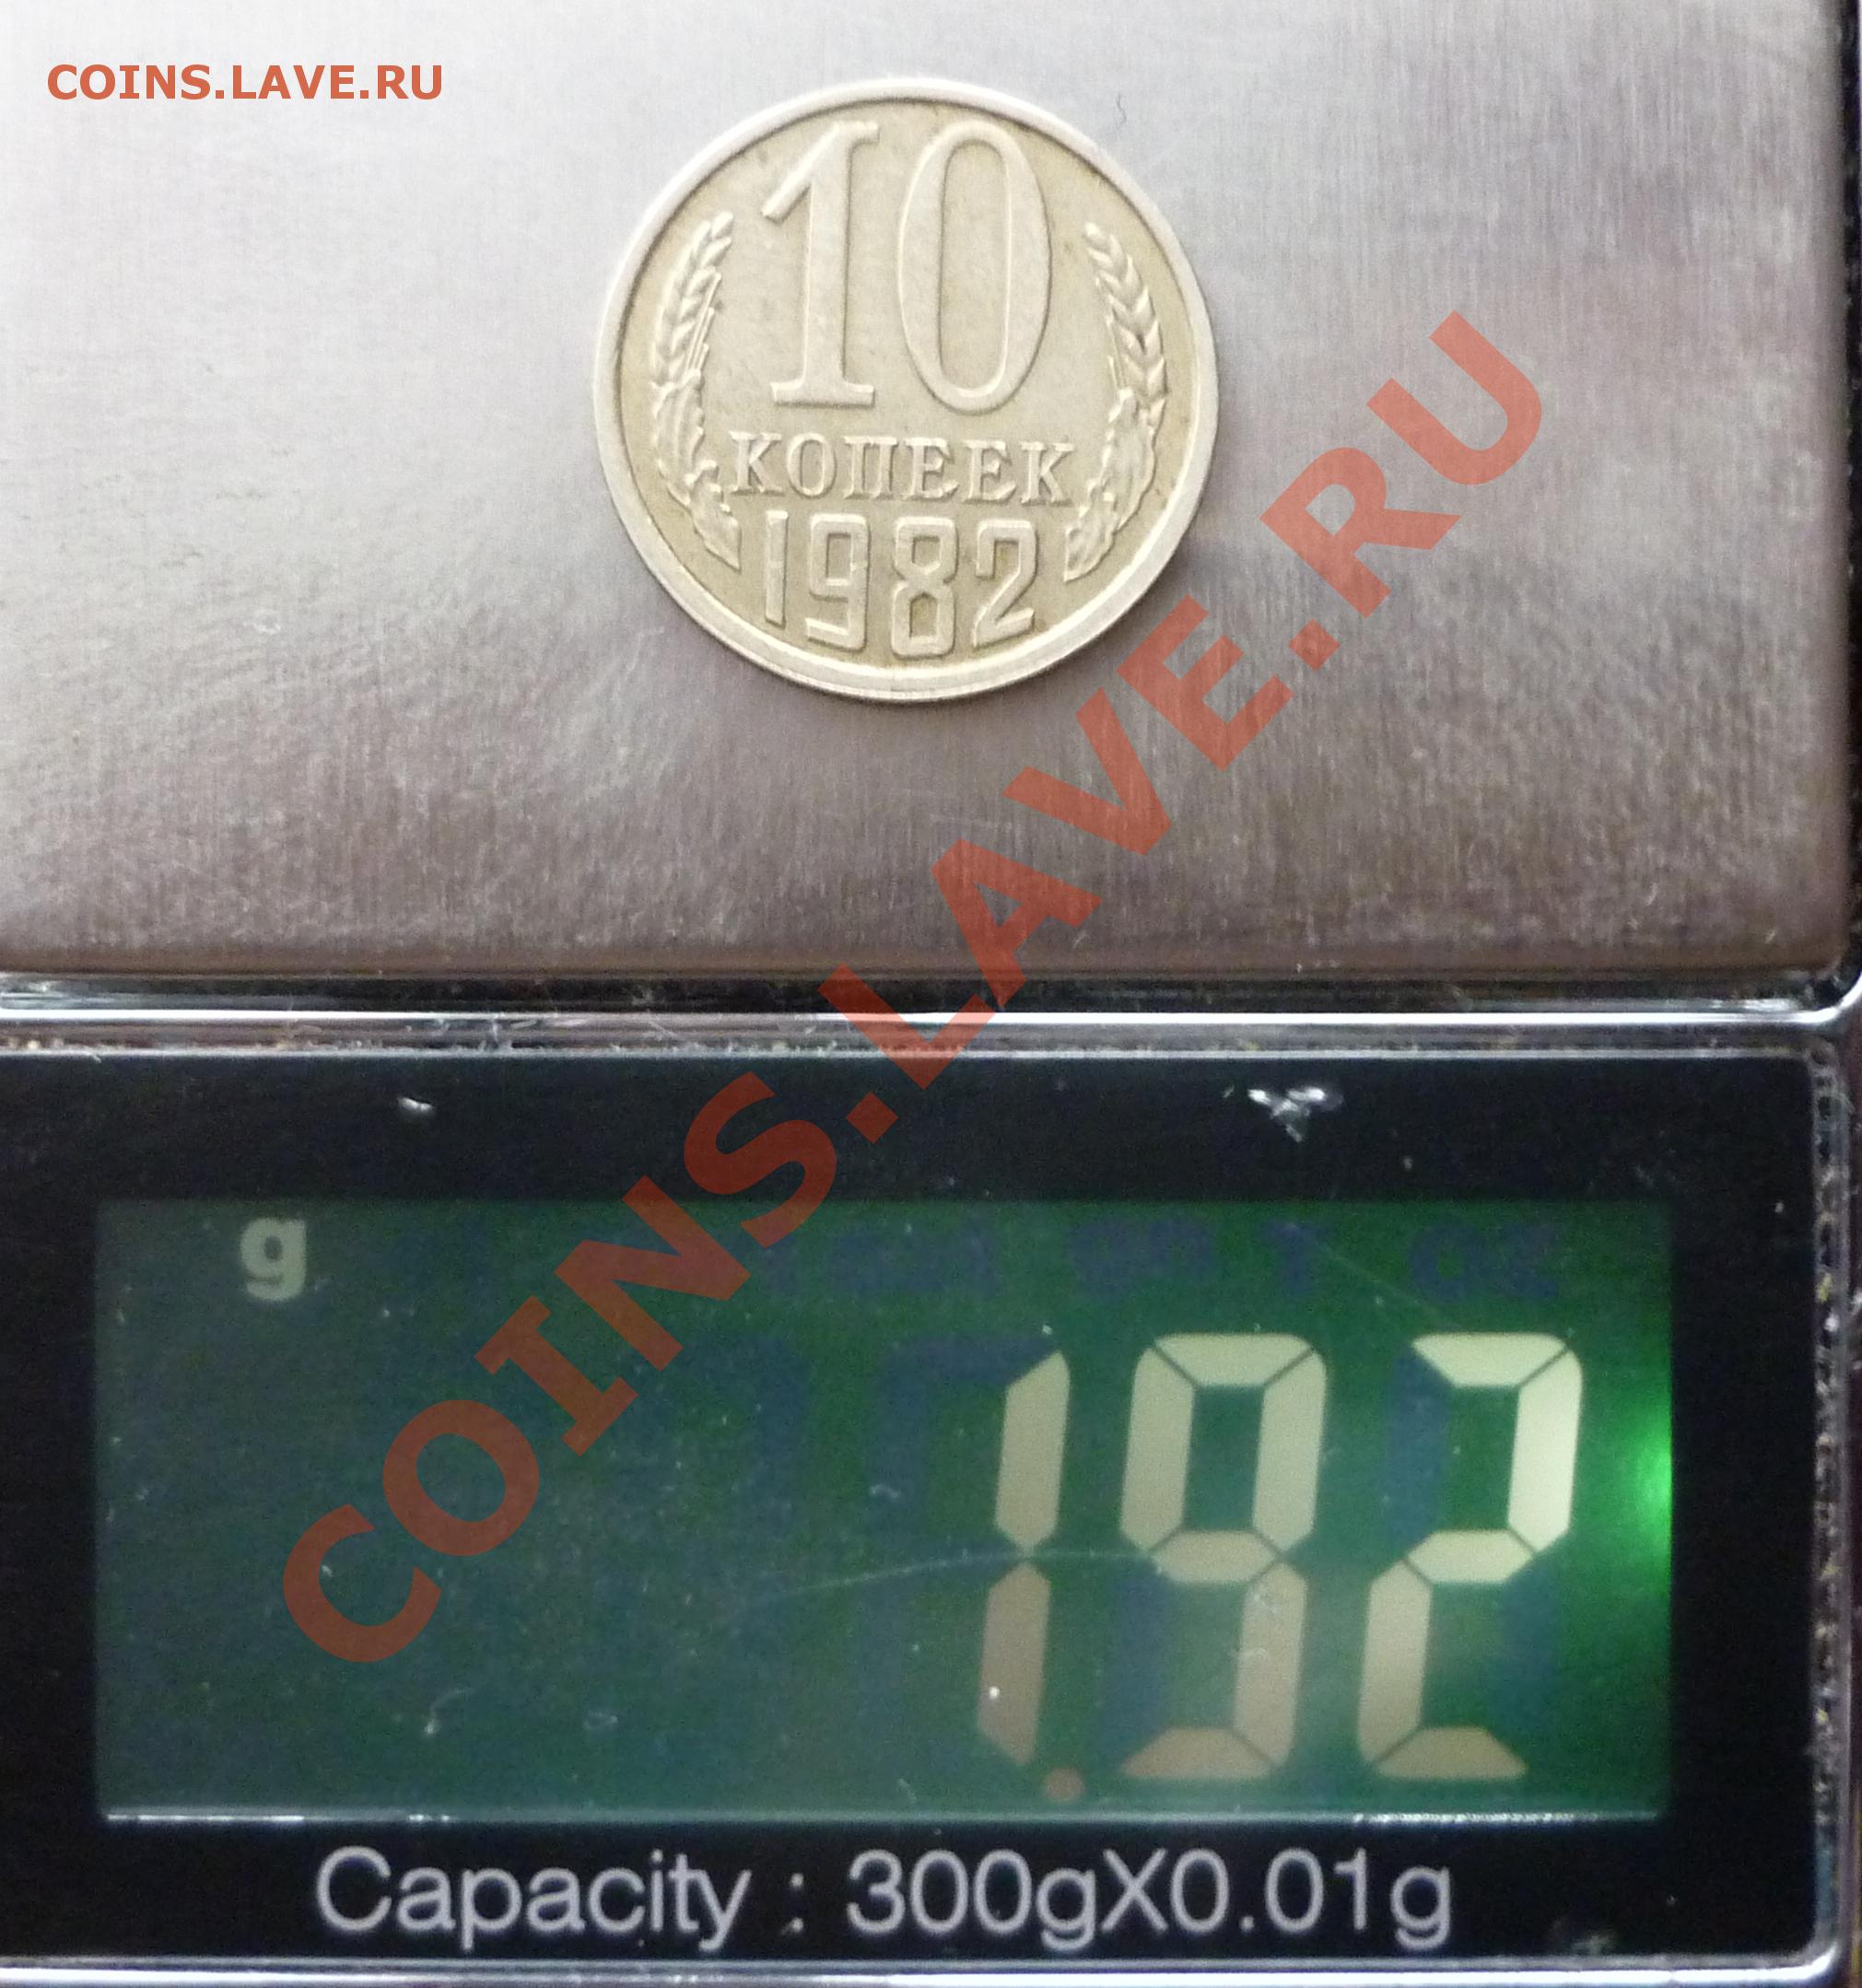 COINS.LAVE.RU
10
КОПЕЕК
1982
COINS.LAVE.RU
g
1.92
Capacity : 300gX0.01g